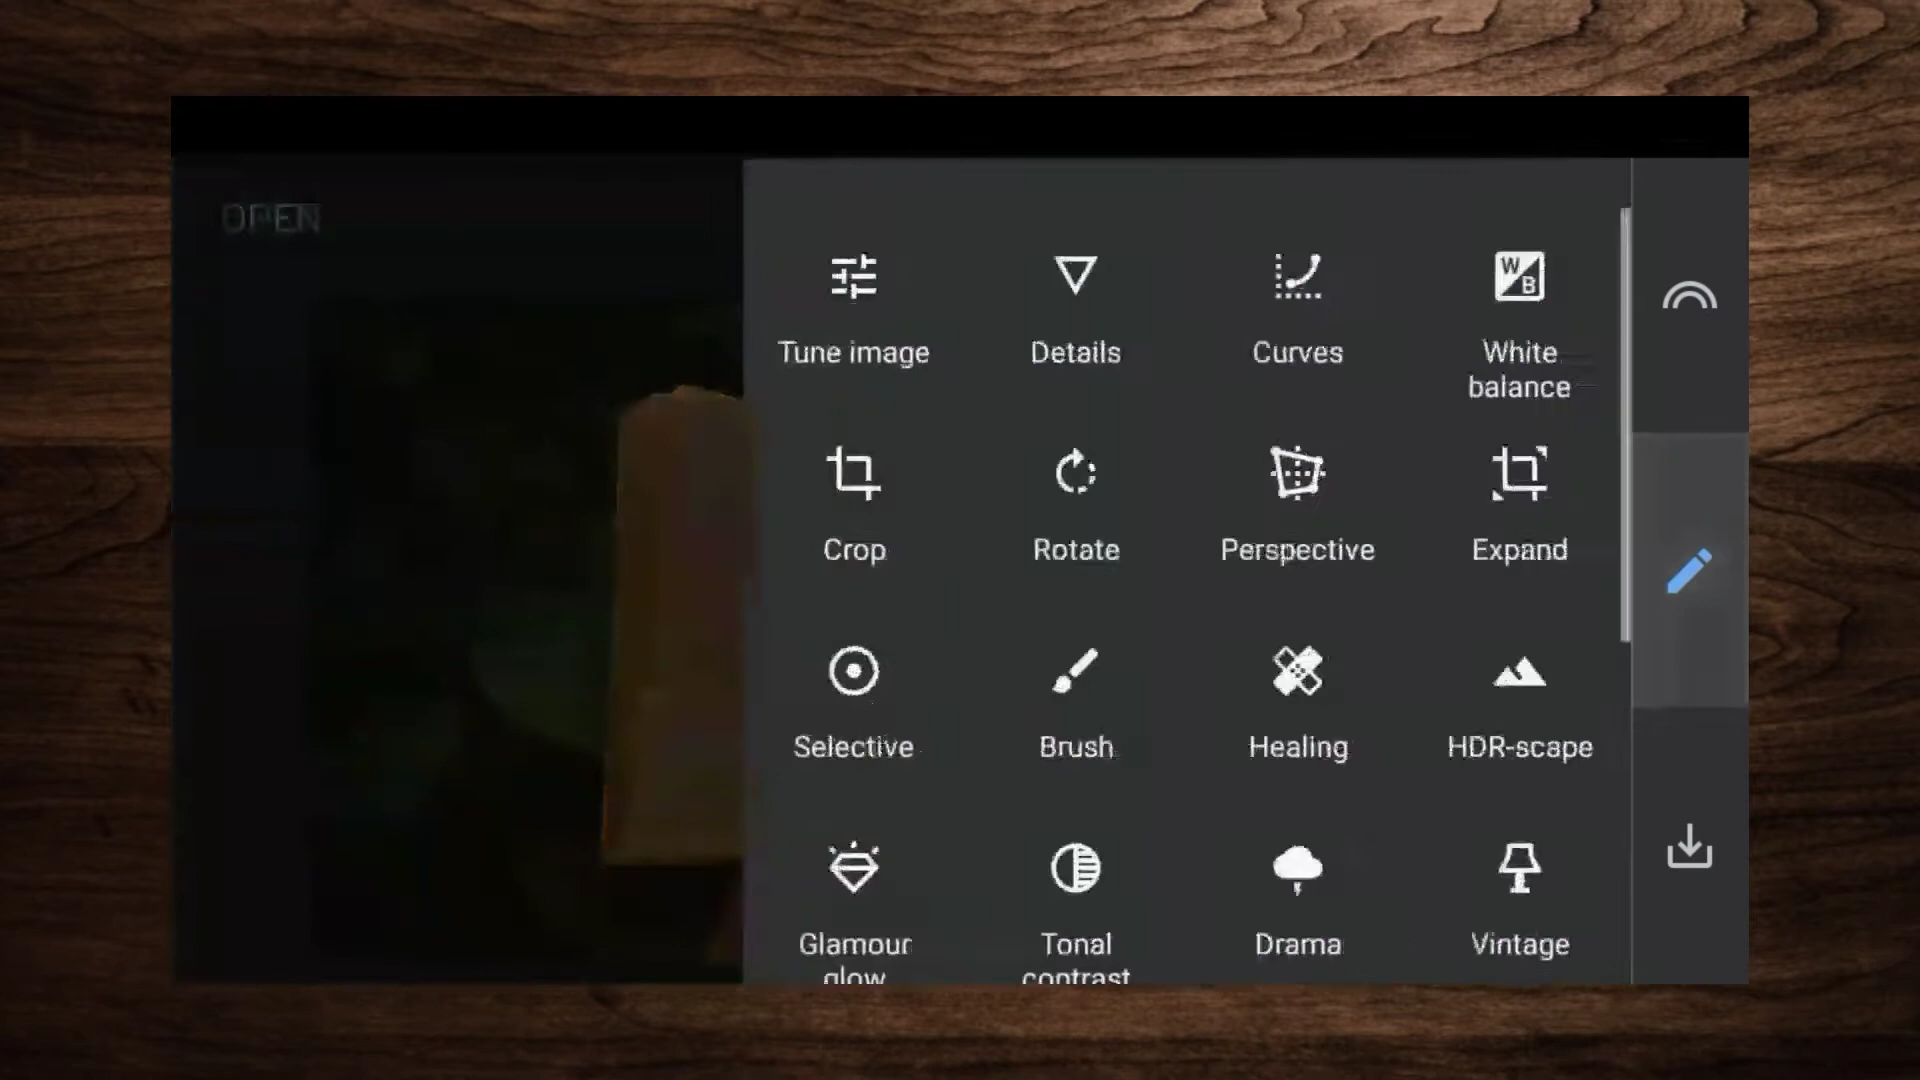 OPEN
Tune image
Details
Curves
White
balance
Crop
Rotate
Perspective
Expand
Selective
Brush
Healing
HDR-scape
Glamour
glow
Tonal
contrast
Drama
Vintage